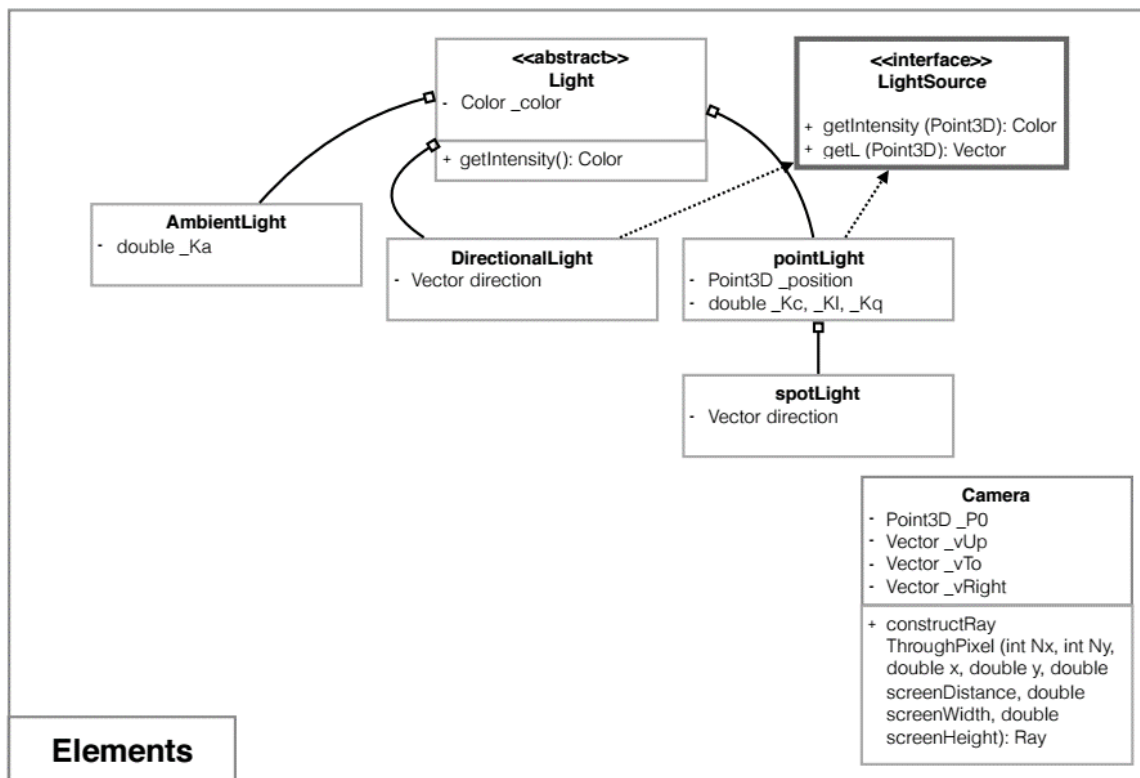 <<abstract>>
Light
- Color _color
+ getIntensity(): Color
<<interface>>
LightSource
+ getIntensity (Point3D): Color
+ getL (Point3D): Vector
AmbientLight
- double _Ka
DirectionalLight
- Vector direction
pointLight
- Point3D _position
- double _Kc, _Kl, _Kq
spotLight
- Vector direction
Camera
- Point3D _P0
- Vector _vUp
- Vector _vTo
- Vector _vRight
+ constructRay
ThroughPixel (int Nx, int Ny,
double x, double y, double
screenDistance, double
screenWidth, double
screenHeight): Ray
Elements